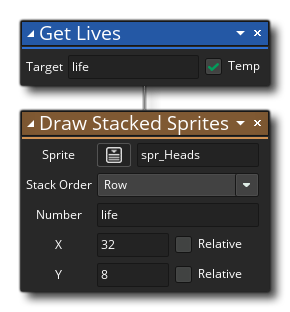 Get Lives
Target life Temp
Draw Stacked Sprites
Sprite spr_Heads
Stack Order Row
Number life
X 32 Relative
Y 8 Relative